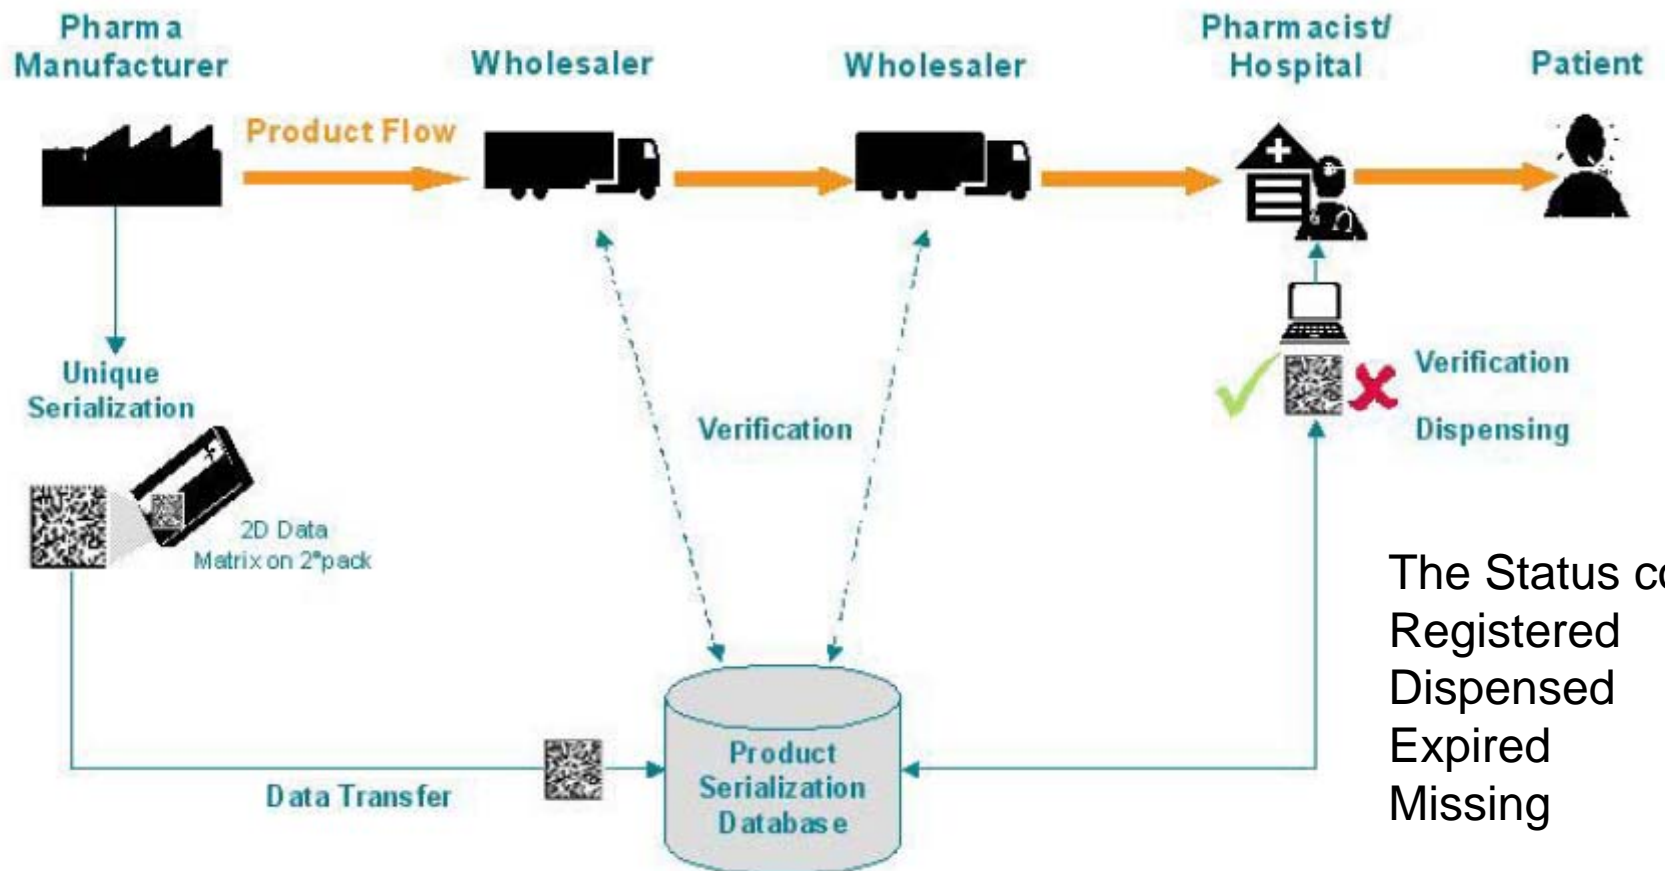 Pharma
Manufacturer
Wholesaler
Wholesaler
Pharmacist/
Hospital
Patient
Product Flow
Unique
Serialization
2D Data
Matrix on 2°pack
Verification
Verification
Dispensing
Data Transfer
Product
Serialization
Database
The Status
Registered
Dispensed
Expired
Missing